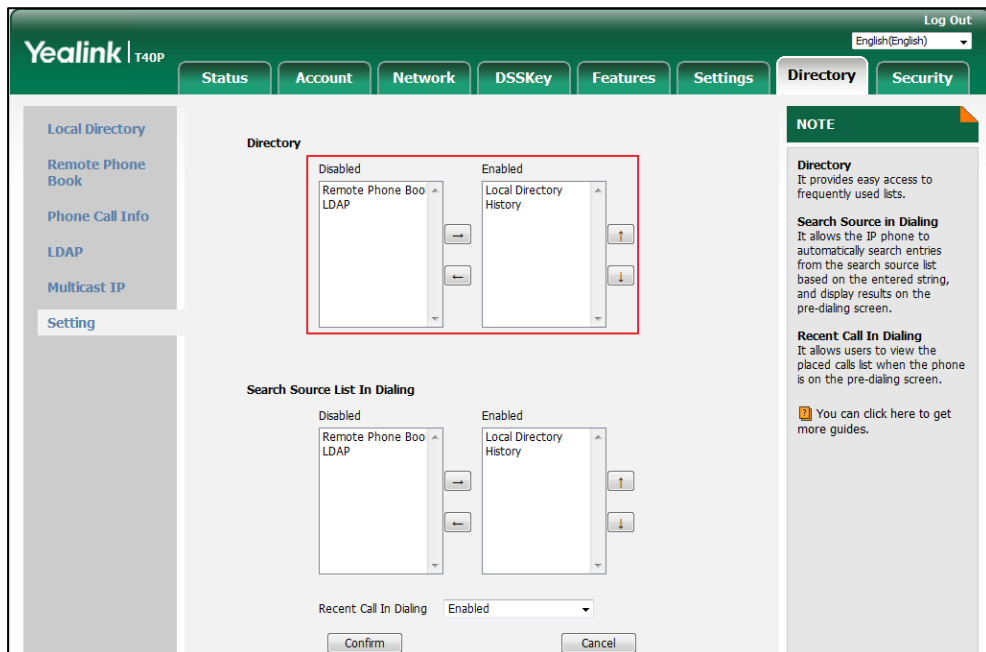 Log Out
English(English)
Yealink T40P
Status Account Network DSSKey Features Settings Directory Security
Local Directory
Remote Phone
Book
Phone Call Info
LDAP
Multicast IP
Setting
Directory
Disabled Enabled
Remote Phone Boo Local Directory
LDAP History
→ ↑
← ↓
Search Source List In Dialing
Disabled Enabled
Remote Phone Boo Local Directory
LDAP History
→ ↑
← ↓
Recent Call In Dialing Enabled
Confirm Cancel
NOTE
Directory
It provides easy access to
frequently used lists.
Search Source in Dialing
It allows the IP phone to
automatically search entries
from the search source list
based on the entered string,
and display results on the
pre-dialing screen.
Recent Call In Dialing
It allows users to view the
placed calls list when the phone
is on the pre-dialing screen.
? You can click here to get
more guides.